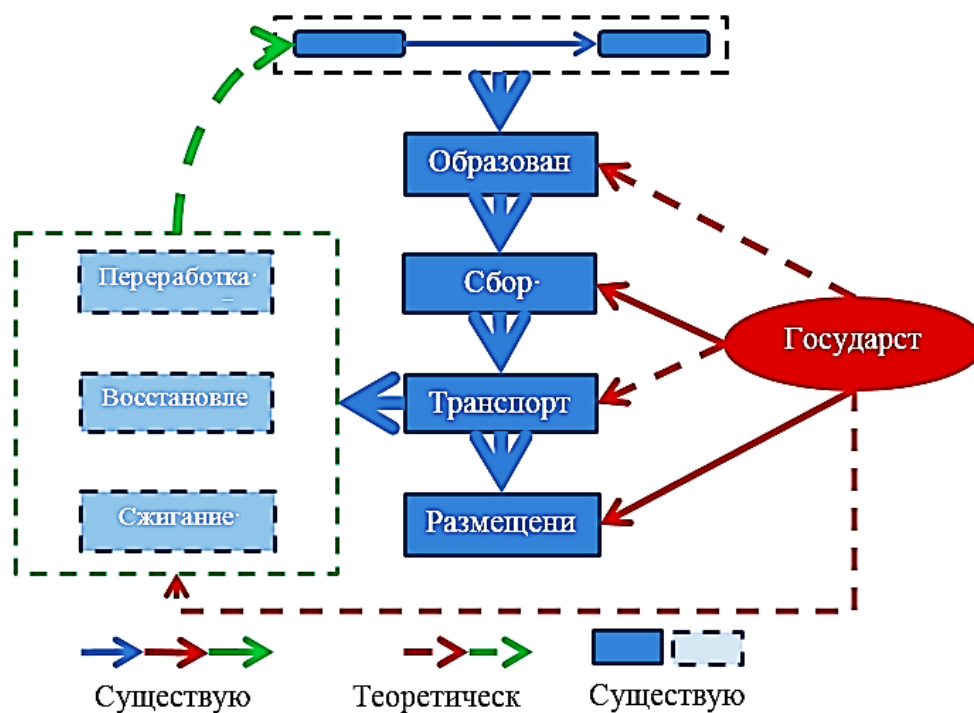 Образован
Переработка·
Сбор·
Государст
Восстановле
Транспорт
Сжигание·
Размещени
Существую
Теоретическ
Существую